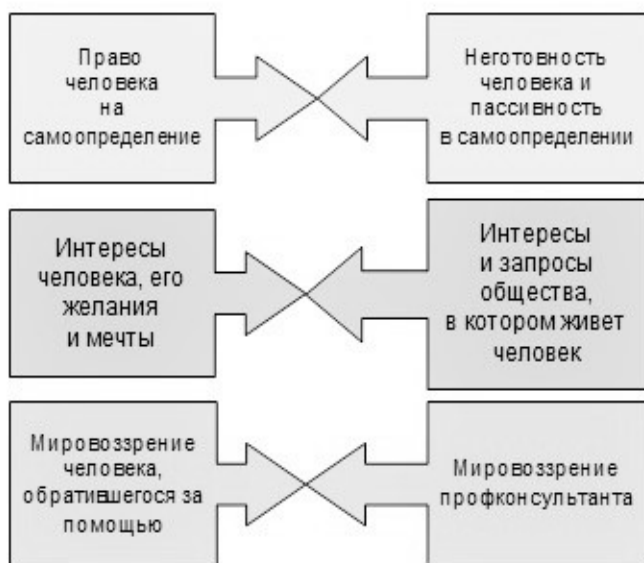 Право
человека
на
самоопределение
Неготовность
человека и
пассивность
в самоопределении
Интересы
человека, его
желания
и мечты
Интересы
и запросы
общества,
в котором живет
человек
Мировоззрение
человека,
обратившегося за
помощью
Мировоззрение
профконсультанта